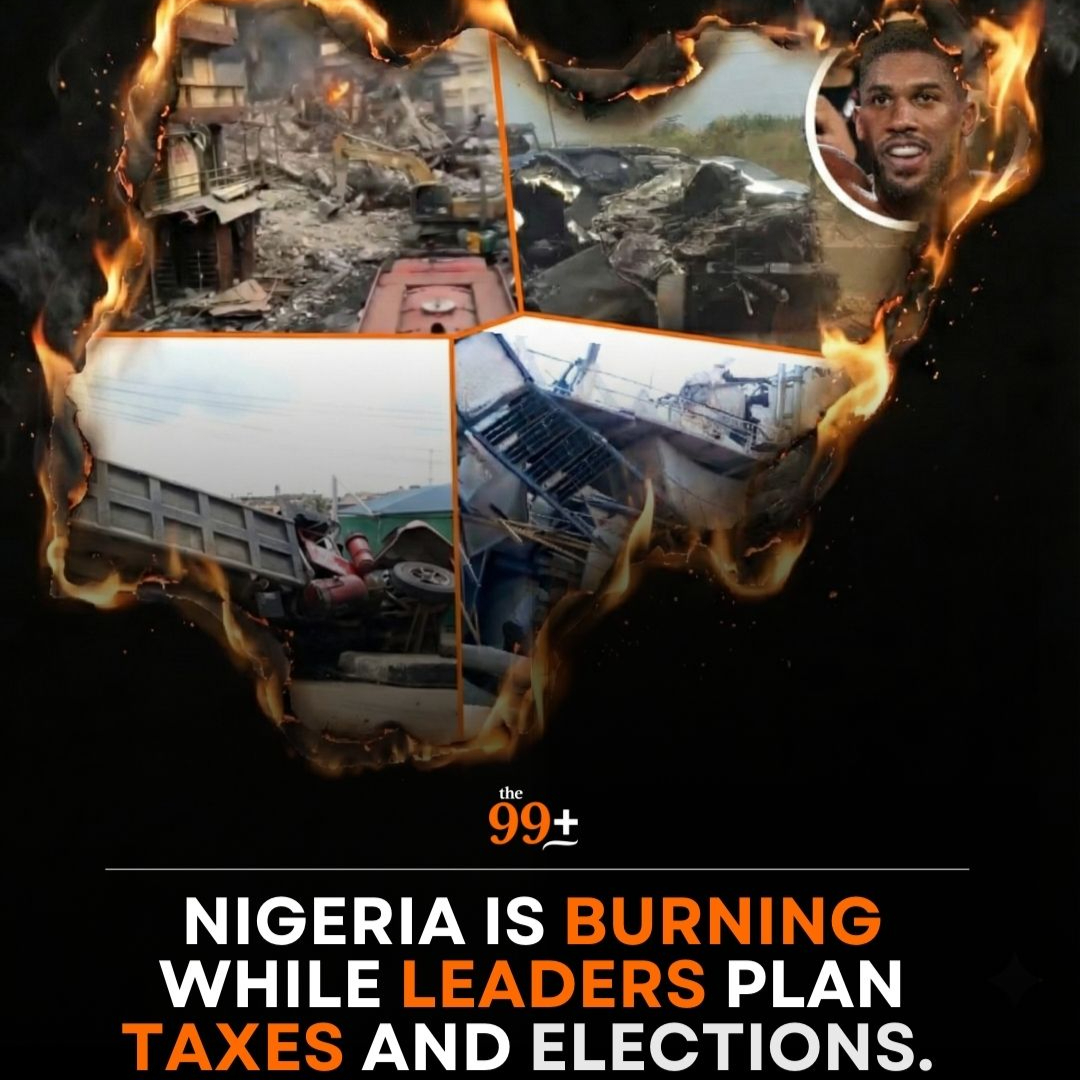 the
99±
NIGERIA IS BURNING
WHILE LEADERS PLAN
TAXES AND ELECTIONS.